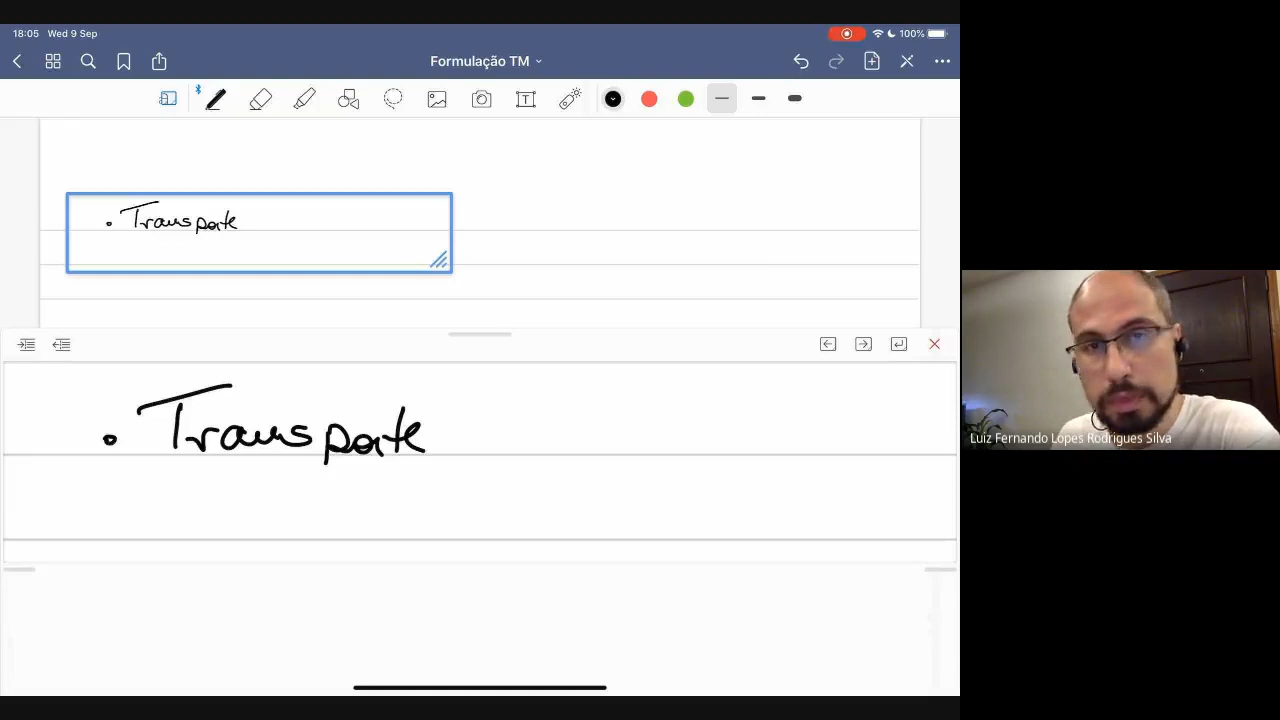 18:05 Wed 9 Sep 100%
Formulação TM
T
• Transporte
• Transporte
Luiz Fernando Lopes Rodrigues Silva